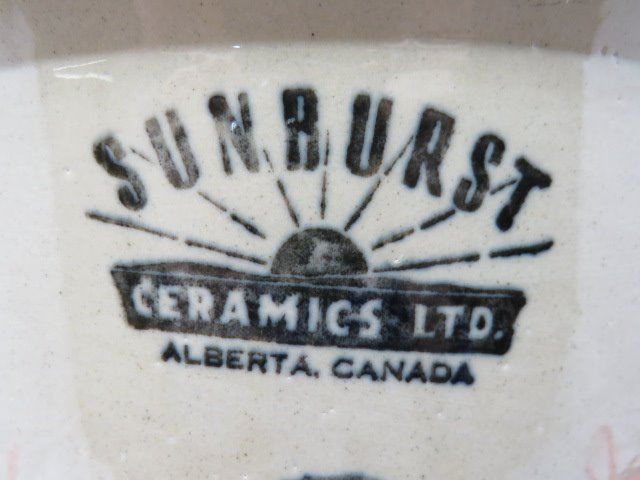 SUNBURST
CERAMICS LTD.
ALBERTA, CANADA